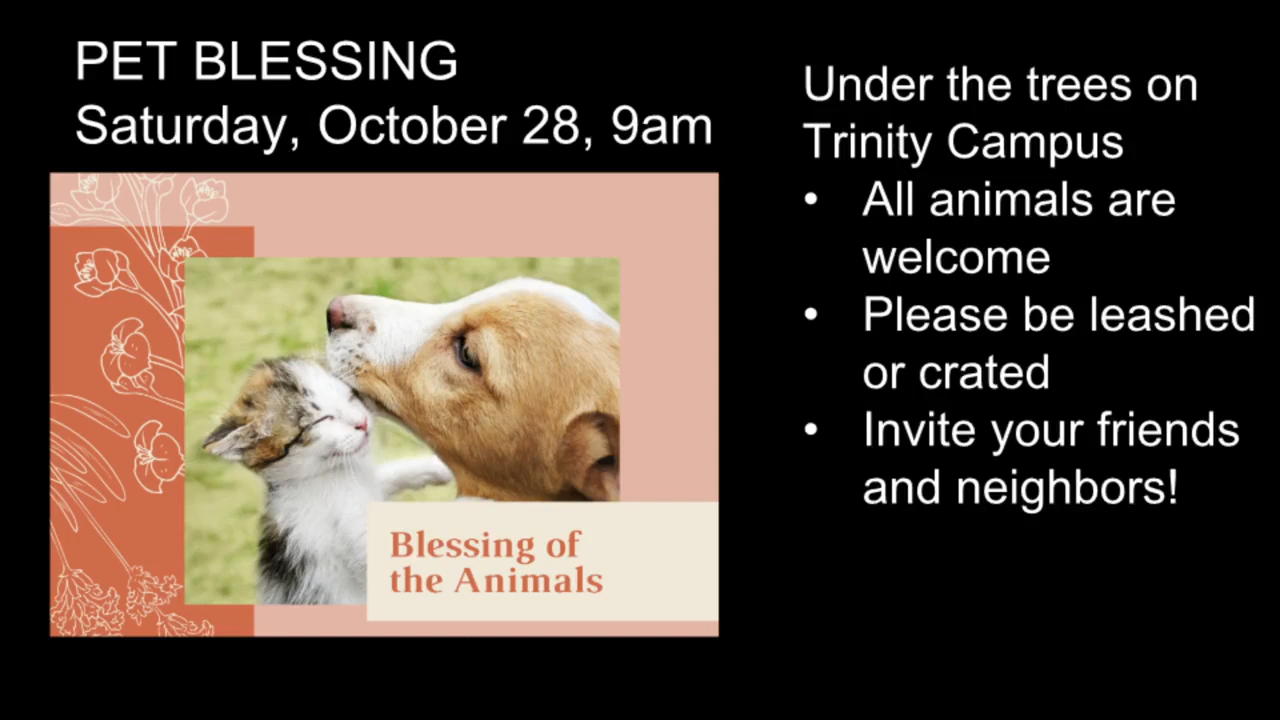 PET BLESSING
Saturday, October 28, 9am
Blessing of
the Animals
Under the trees on
Trinity Campus
• All animals are
welcome
• Please be leashed
or crated
• Invite your friends
and neighbors!